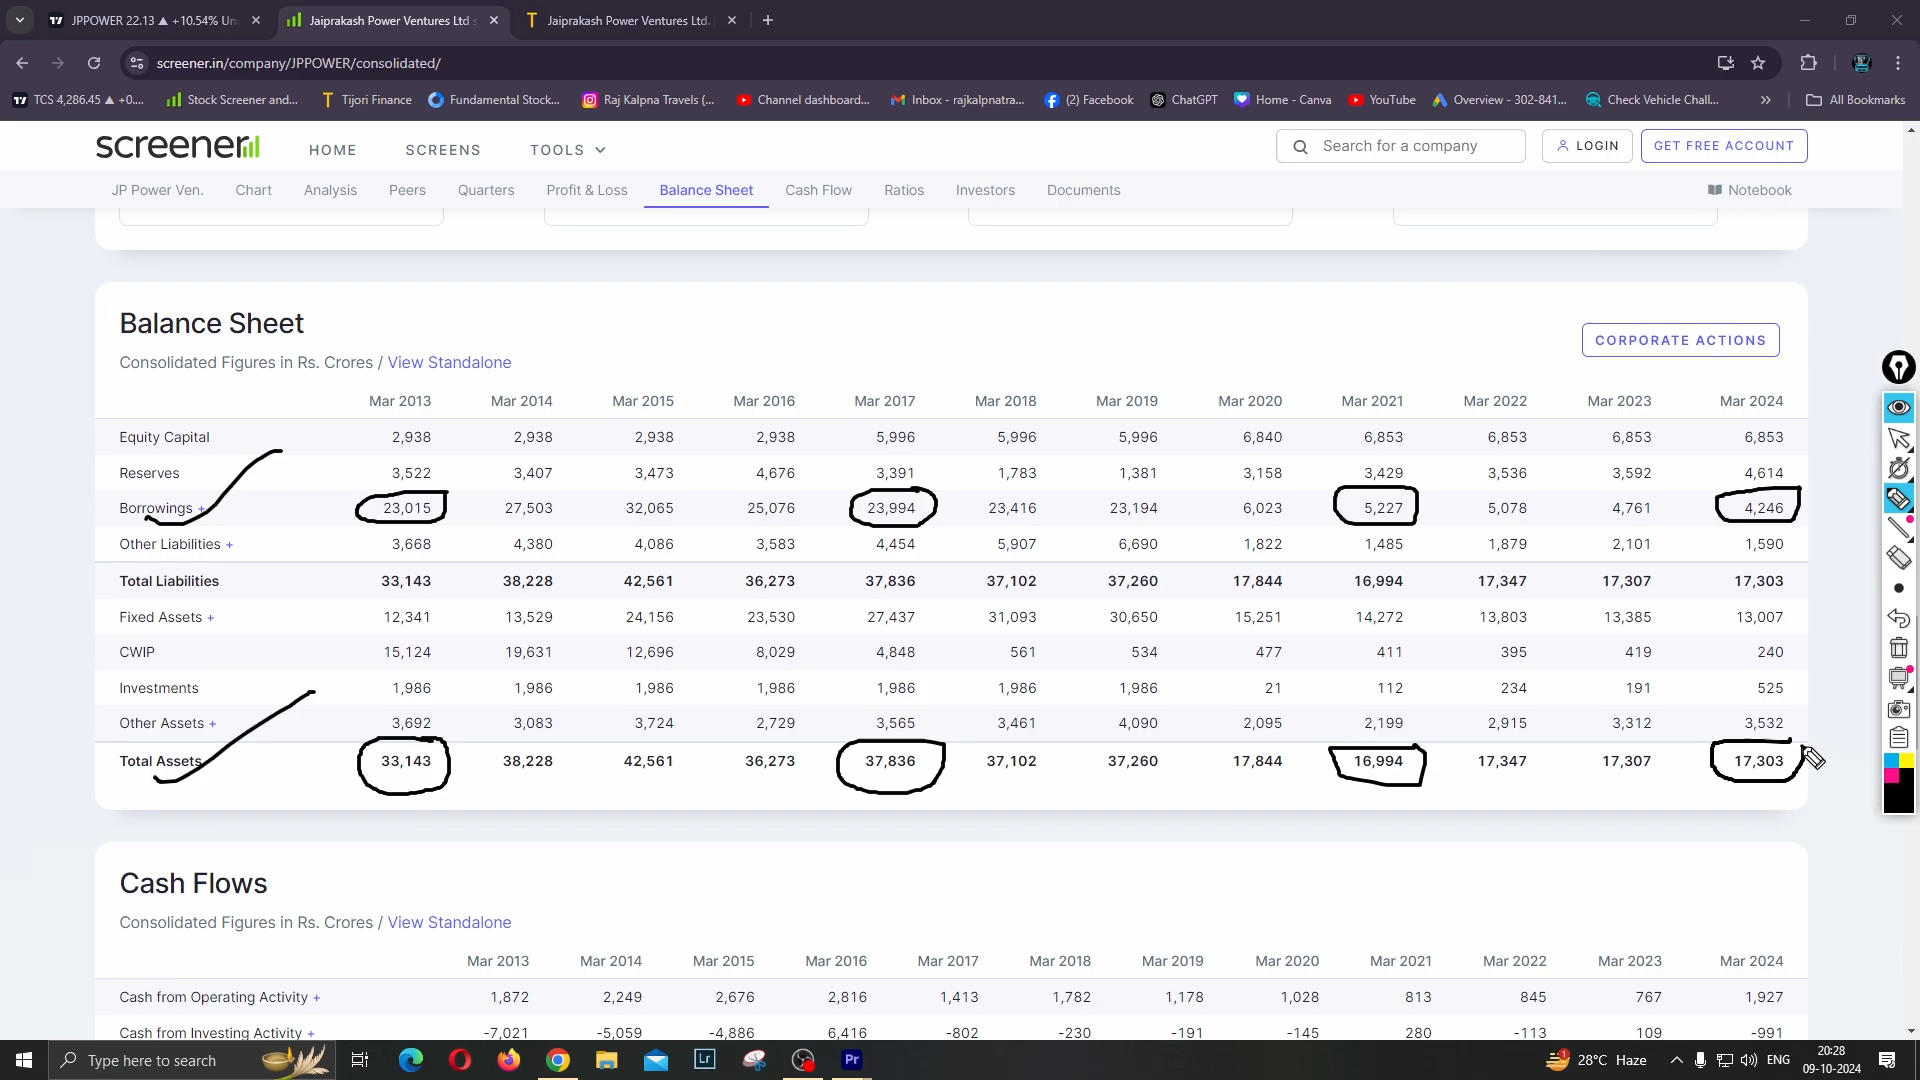 JPPOWER 22.13 ▲ +10.54% Un
Jaiprakash Power Ventures Ltd s
Jaiprakash Power Ventures Ltd.
screener.in/company/JPPOWER/consolidated/
TCS 4,286.45 ▲ +0....
Stock Screener and...
Tijori Finance
Fundamental Stock...
Raj Kalpna Travels (...
Channel dashboard...
Inbox - rajkalpnatra...
(2) Facebook
ChatGPT
Home - Canva
YouTube
Overview - 302-841...
Check Vehicle Chall...
All Bookmarks
screener
HOME
SCREENS
TOOLS
Search for a company
LOGIN
GET FREE ACCOUNT
JP Power Ven. Chart Analysis Peers Quarters Profit & Loss Balance Sheet Cash Flow Ratios Investors Documents Notebook
Balance Sheet
Consolidated Figures in Rs. Crores / View Standalone
CORPORATE ACTIONS
Mar 2013 Mar 2014 Mar 2015 Mar 2016 Mar 2017 Mar 2018 Mar 2019 Mar 2020 Mar 2021 Mar 2022 Mar 2023 Mar 2024
Equity Capital 2,938 2,938 2,938 2,938 5,996 5,996 5,996 6,840 6,853 6,853 6,853 6,853
Reserves 3,522 3,407 3,473 4,676 3,391 1,783 1,381 3,158 3,429 3,536 3,592 4,614
Borrowings + 23,015 27,503 32,065 25,076 23,994 23,416 23,194 6,023 5,227 5,078 4,761 4,246
Other Liabilities + 3,668 4,380 4,086 3,583 4,454 5,907 6,690 1,822 1,485 1,879 2,101 1,590
Total Liabilities 33,143 38,228 42,561 36,273 37,836 37,102 37,260 17,844 16,994 17,347 17,307 17,303
Fixed Assets + 12,341 13,529 24,156 23,530 27,437 31,093 30,650 15,251 14,272 13,803 13,385 13,007
CWIP 15,124 19,631 12,696 8,029 4,848 561 534 477 411 395 419 240
Investments 1,986 1,986 1,986 1,986 1,986 1,986 1,986 21 112 234 191 525
Other Assets + 3,692 3,083 3,724 2,729 3,565 3,461 4,090 2,095 2,199 2,915 3,312 3,532
Total Assets 33,143 38,228 42,561 36,273 37,836 37,102 37,260 17,844 16,994 17,347 17,307 17,303
Cash Flows
Consolidated Figures in Rs. Crores / View Standalone
Mar 2013 Mar 2014 Mar 2015 Mar 2016 Mar 2017 Mar 2018 Mar 2019 Mar 2020 Mar 2021 Mar 2022 Mar 2023 Mar 2024
Cash from Operating Activity + 1,872 2,249 2,676 2,816 1,413 1,782 1,178 1,028 813 845 767 1,927
Cash from Investing Activity + -7,021 -5,059 -4,886 6,416 -802 -230 -191 -145 280 -113 109 -991
Type here to search
28°C Haze
ENG
20:28
09-10-2024